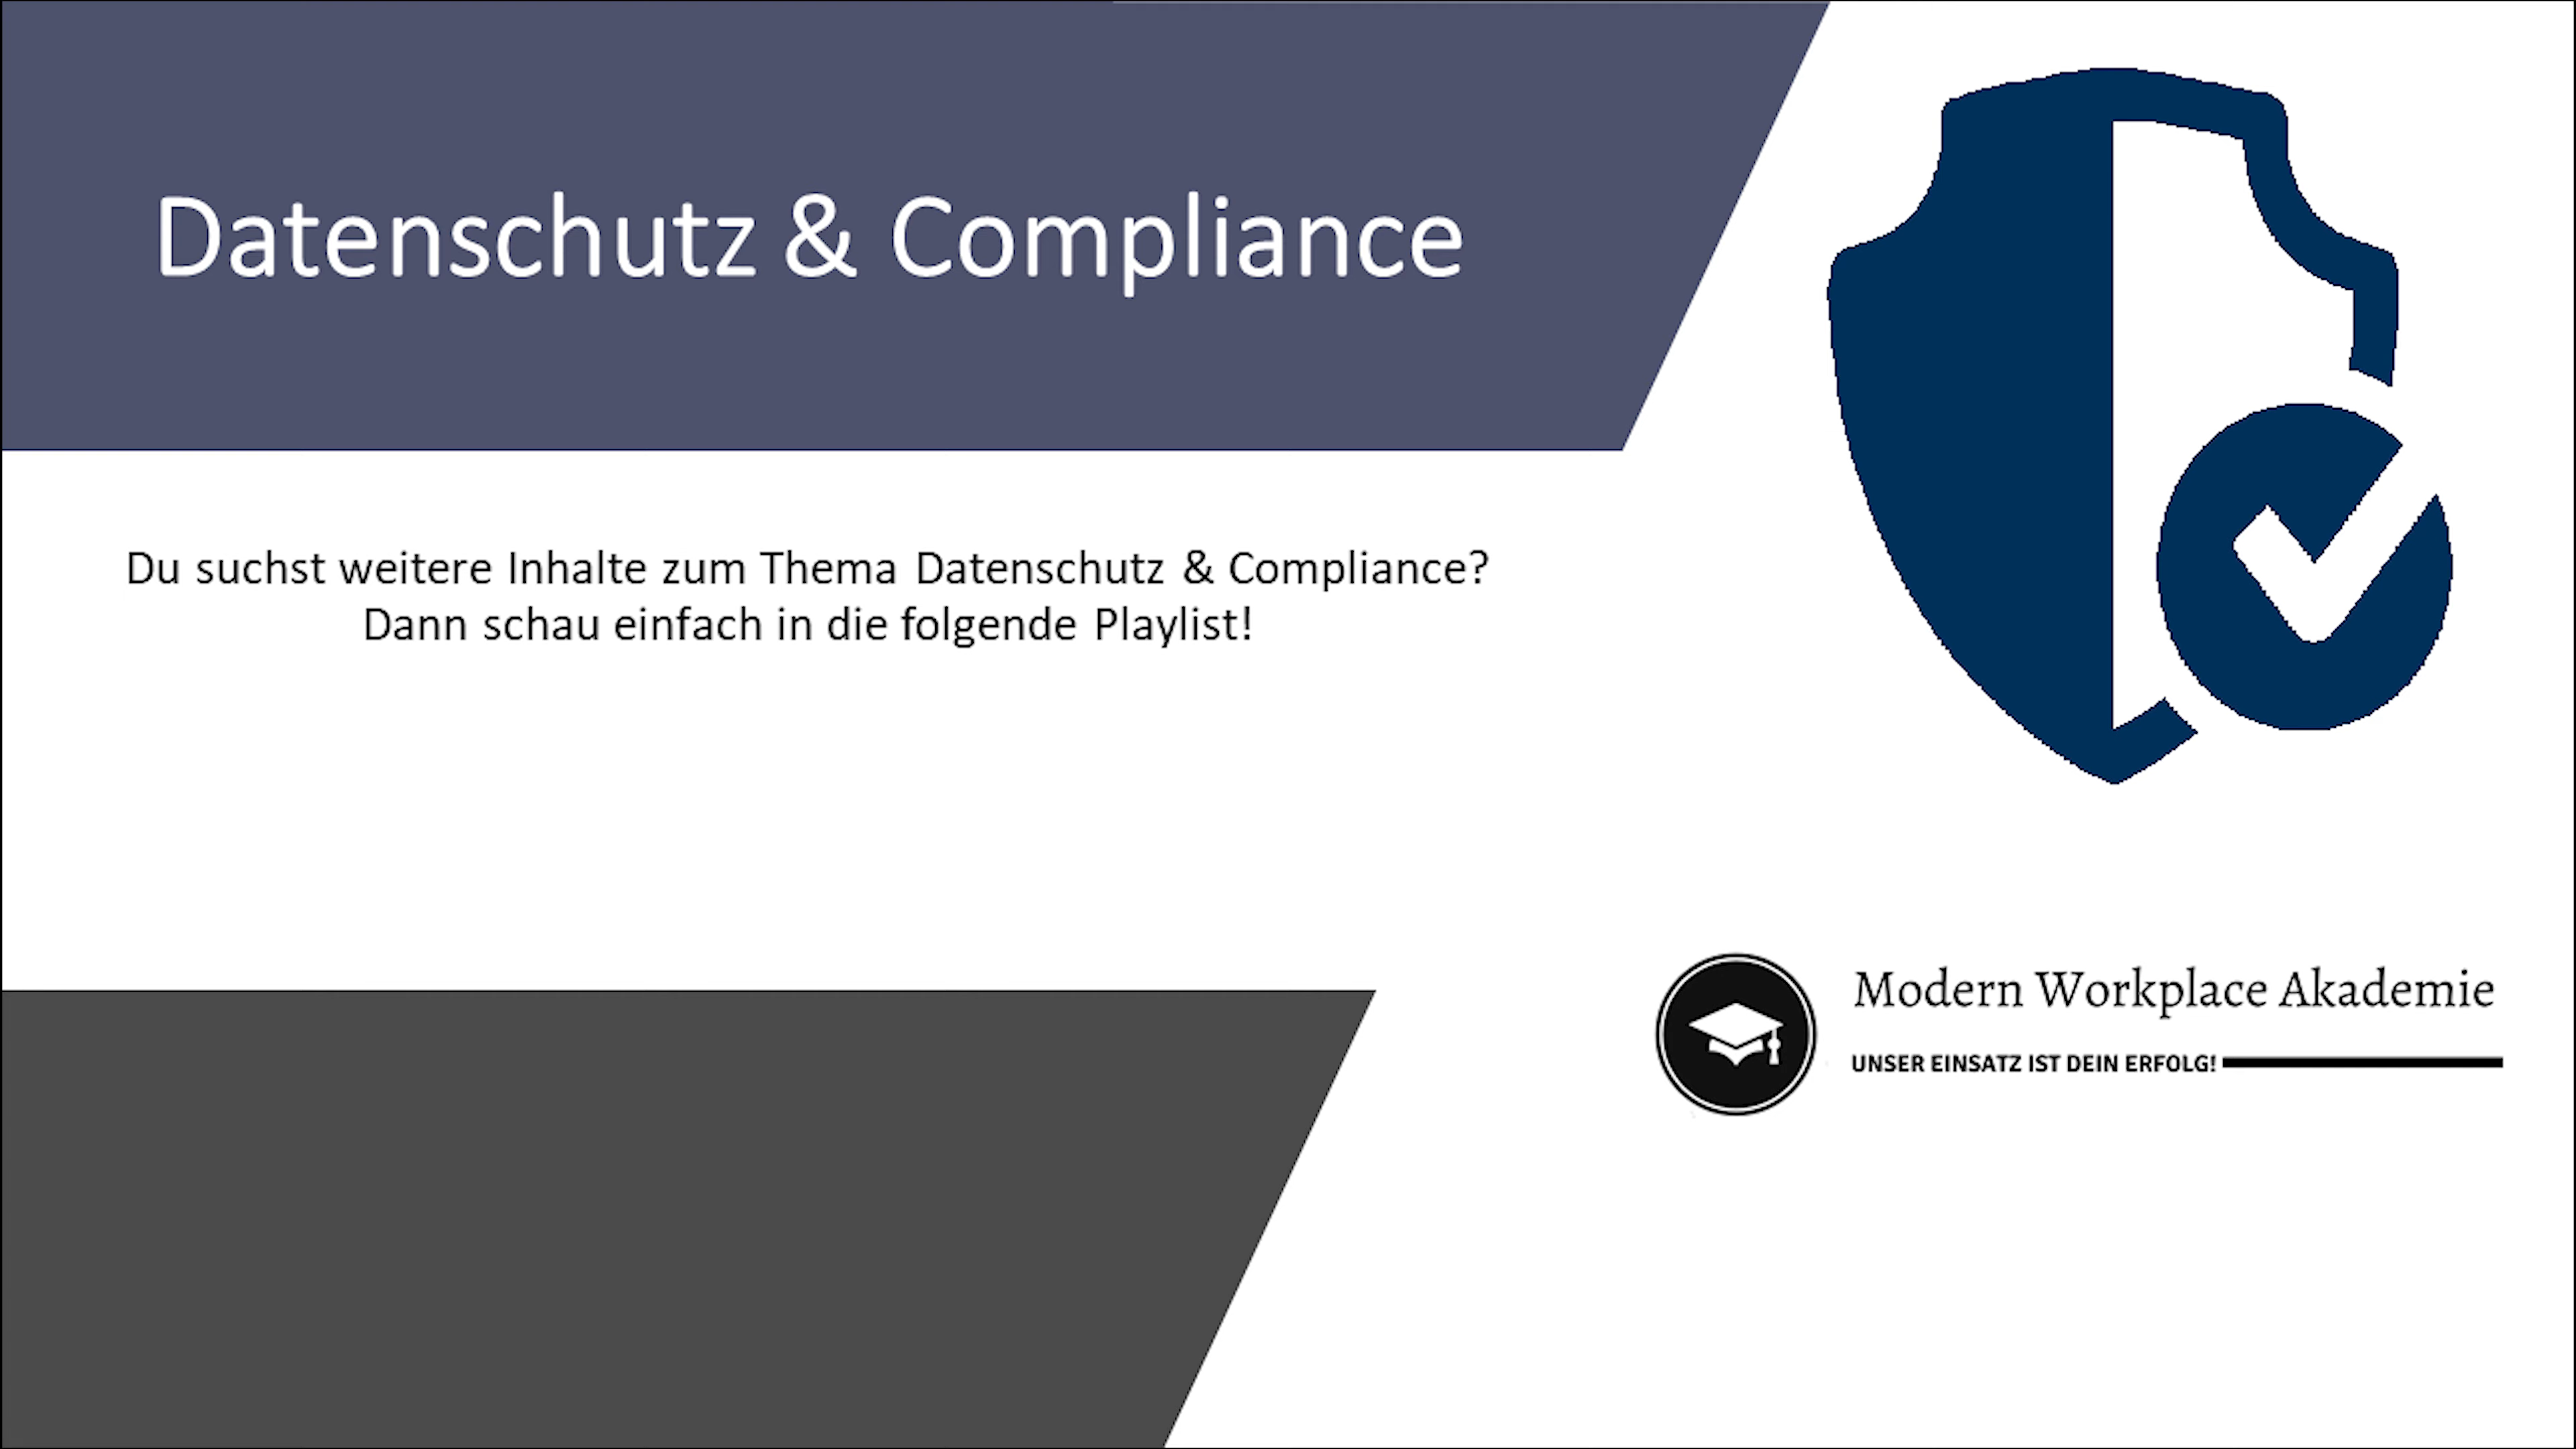 Datenschutz & Compliance
Du suchst weitere Inhalte zum Thema Datenschutz & Compliance?
Dann schau einfach in die folgende Playlist!
Modern Workplace Akademie
UNSER EINSATZ IST DEIN ERFOLG!